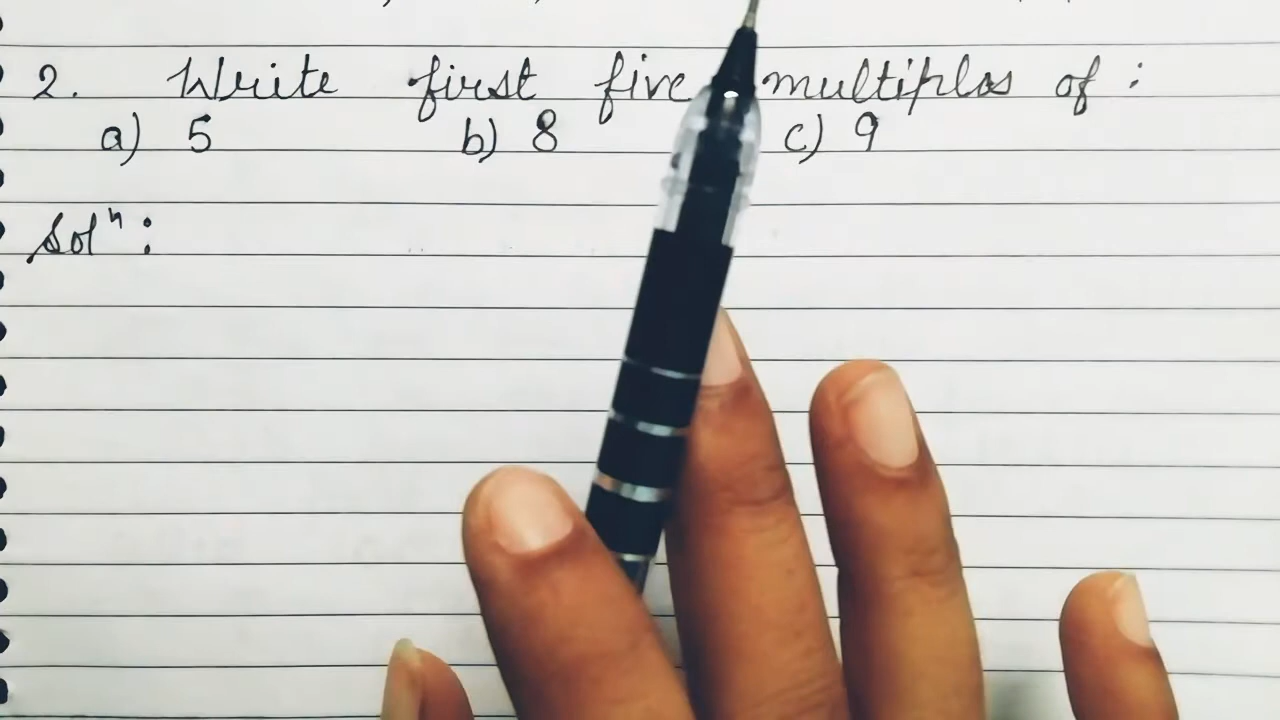 2. Write first five multiples of :
a) 5 b) 8 c) 9
Solⁿ :